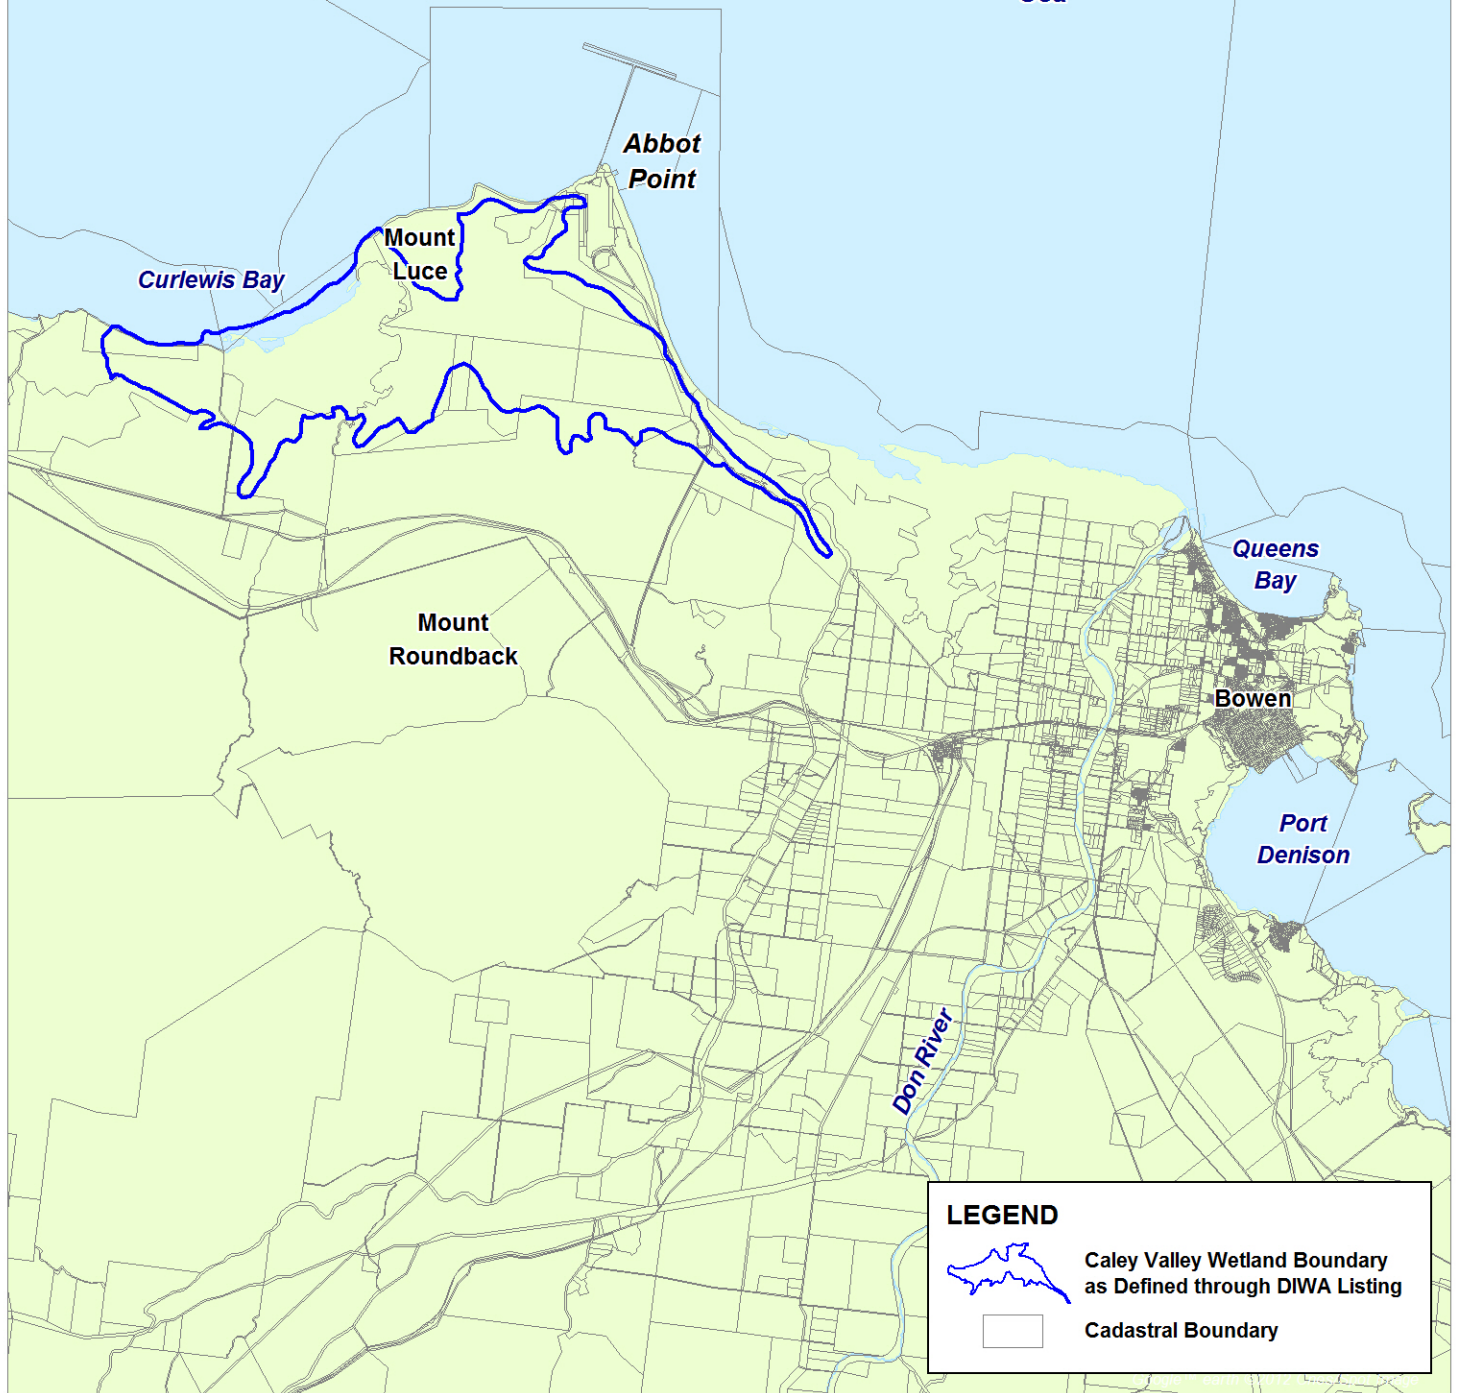 Abbot
Point
Mount
Luce
Curlewis Bay
Queens
Bay
Mount
Roundback
Bowen
Port
Denison
Don River
LEGEND
Caley Valley Wetland Boundary
as Defined through DIWA Listing
Cadastral Boundary